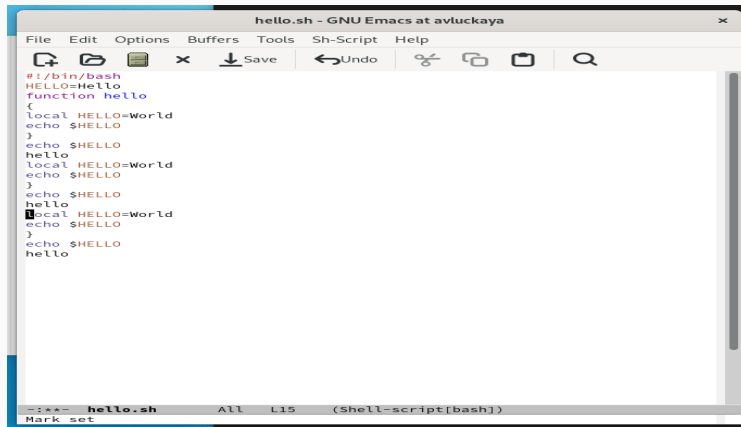 hello.sh - GNU Emacs at avluckaya
File Edit Options Buffers Tools Sh-Script Help
Save Undo
#!/bin/bash
HELLO=Hello
function hello
{
local HELLO=World
echo $HELLO
}
echo $HELLO
hello
local HELLO=World
echo $HELLO
}
echo $HELLO
hello
local HELLO=World
echo $HELLO
}
echo $HELLO
hello
-:**- hello.sh All L15 (Shell-script[bash])
Mark set